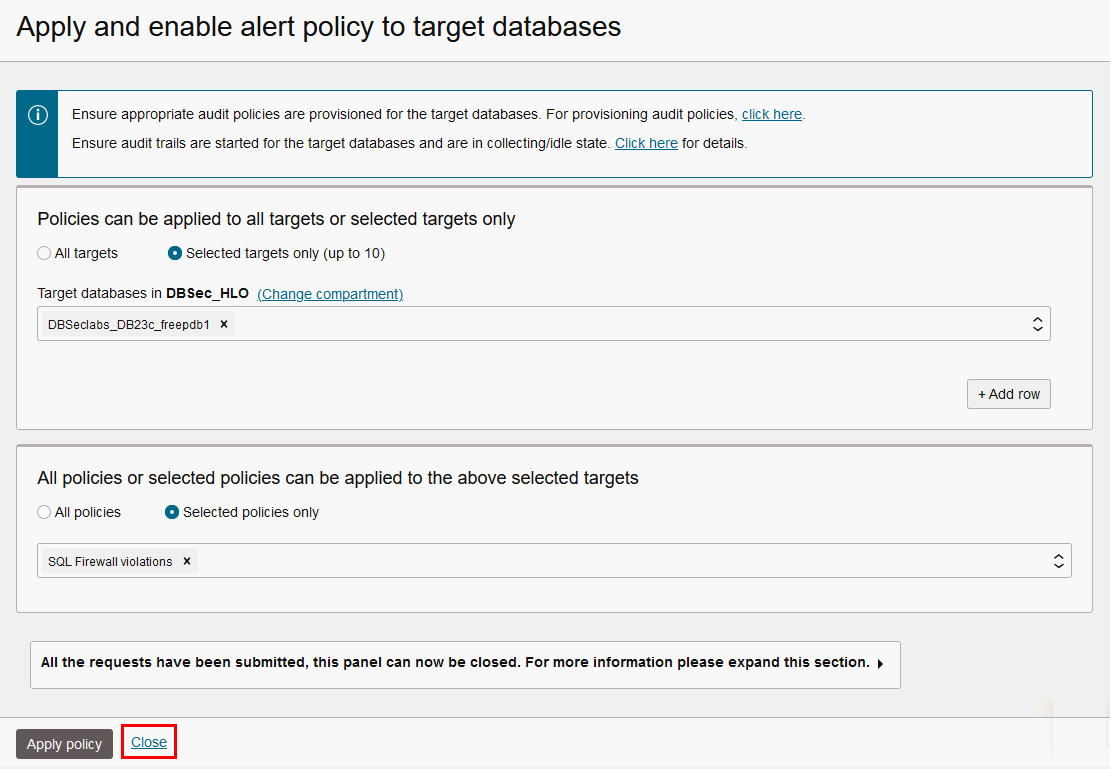 Apply and enable alert policy to target databases
Ensure appropriate audit policies are provisioned for the target databases. For provisioning audit policies, click here.
Ensure audit trails are started for the target databases and are in collecting/idle state. Click here for details.
Policies can be applied to all targets or selected targets only
All targets Selected targets only (up to 10)
Target databases in DBSec_HLO (Change compartment)
DBSeclabs_DB23c_freepdb1 ×
+ Add row
All policies or selected policies can be applied to the above selected targets
All policies Selected policies only
SQL Firewall violations ×
All the requests have been submitted, this panel can now be closed. For more information please expand this section.
Apply policy Close